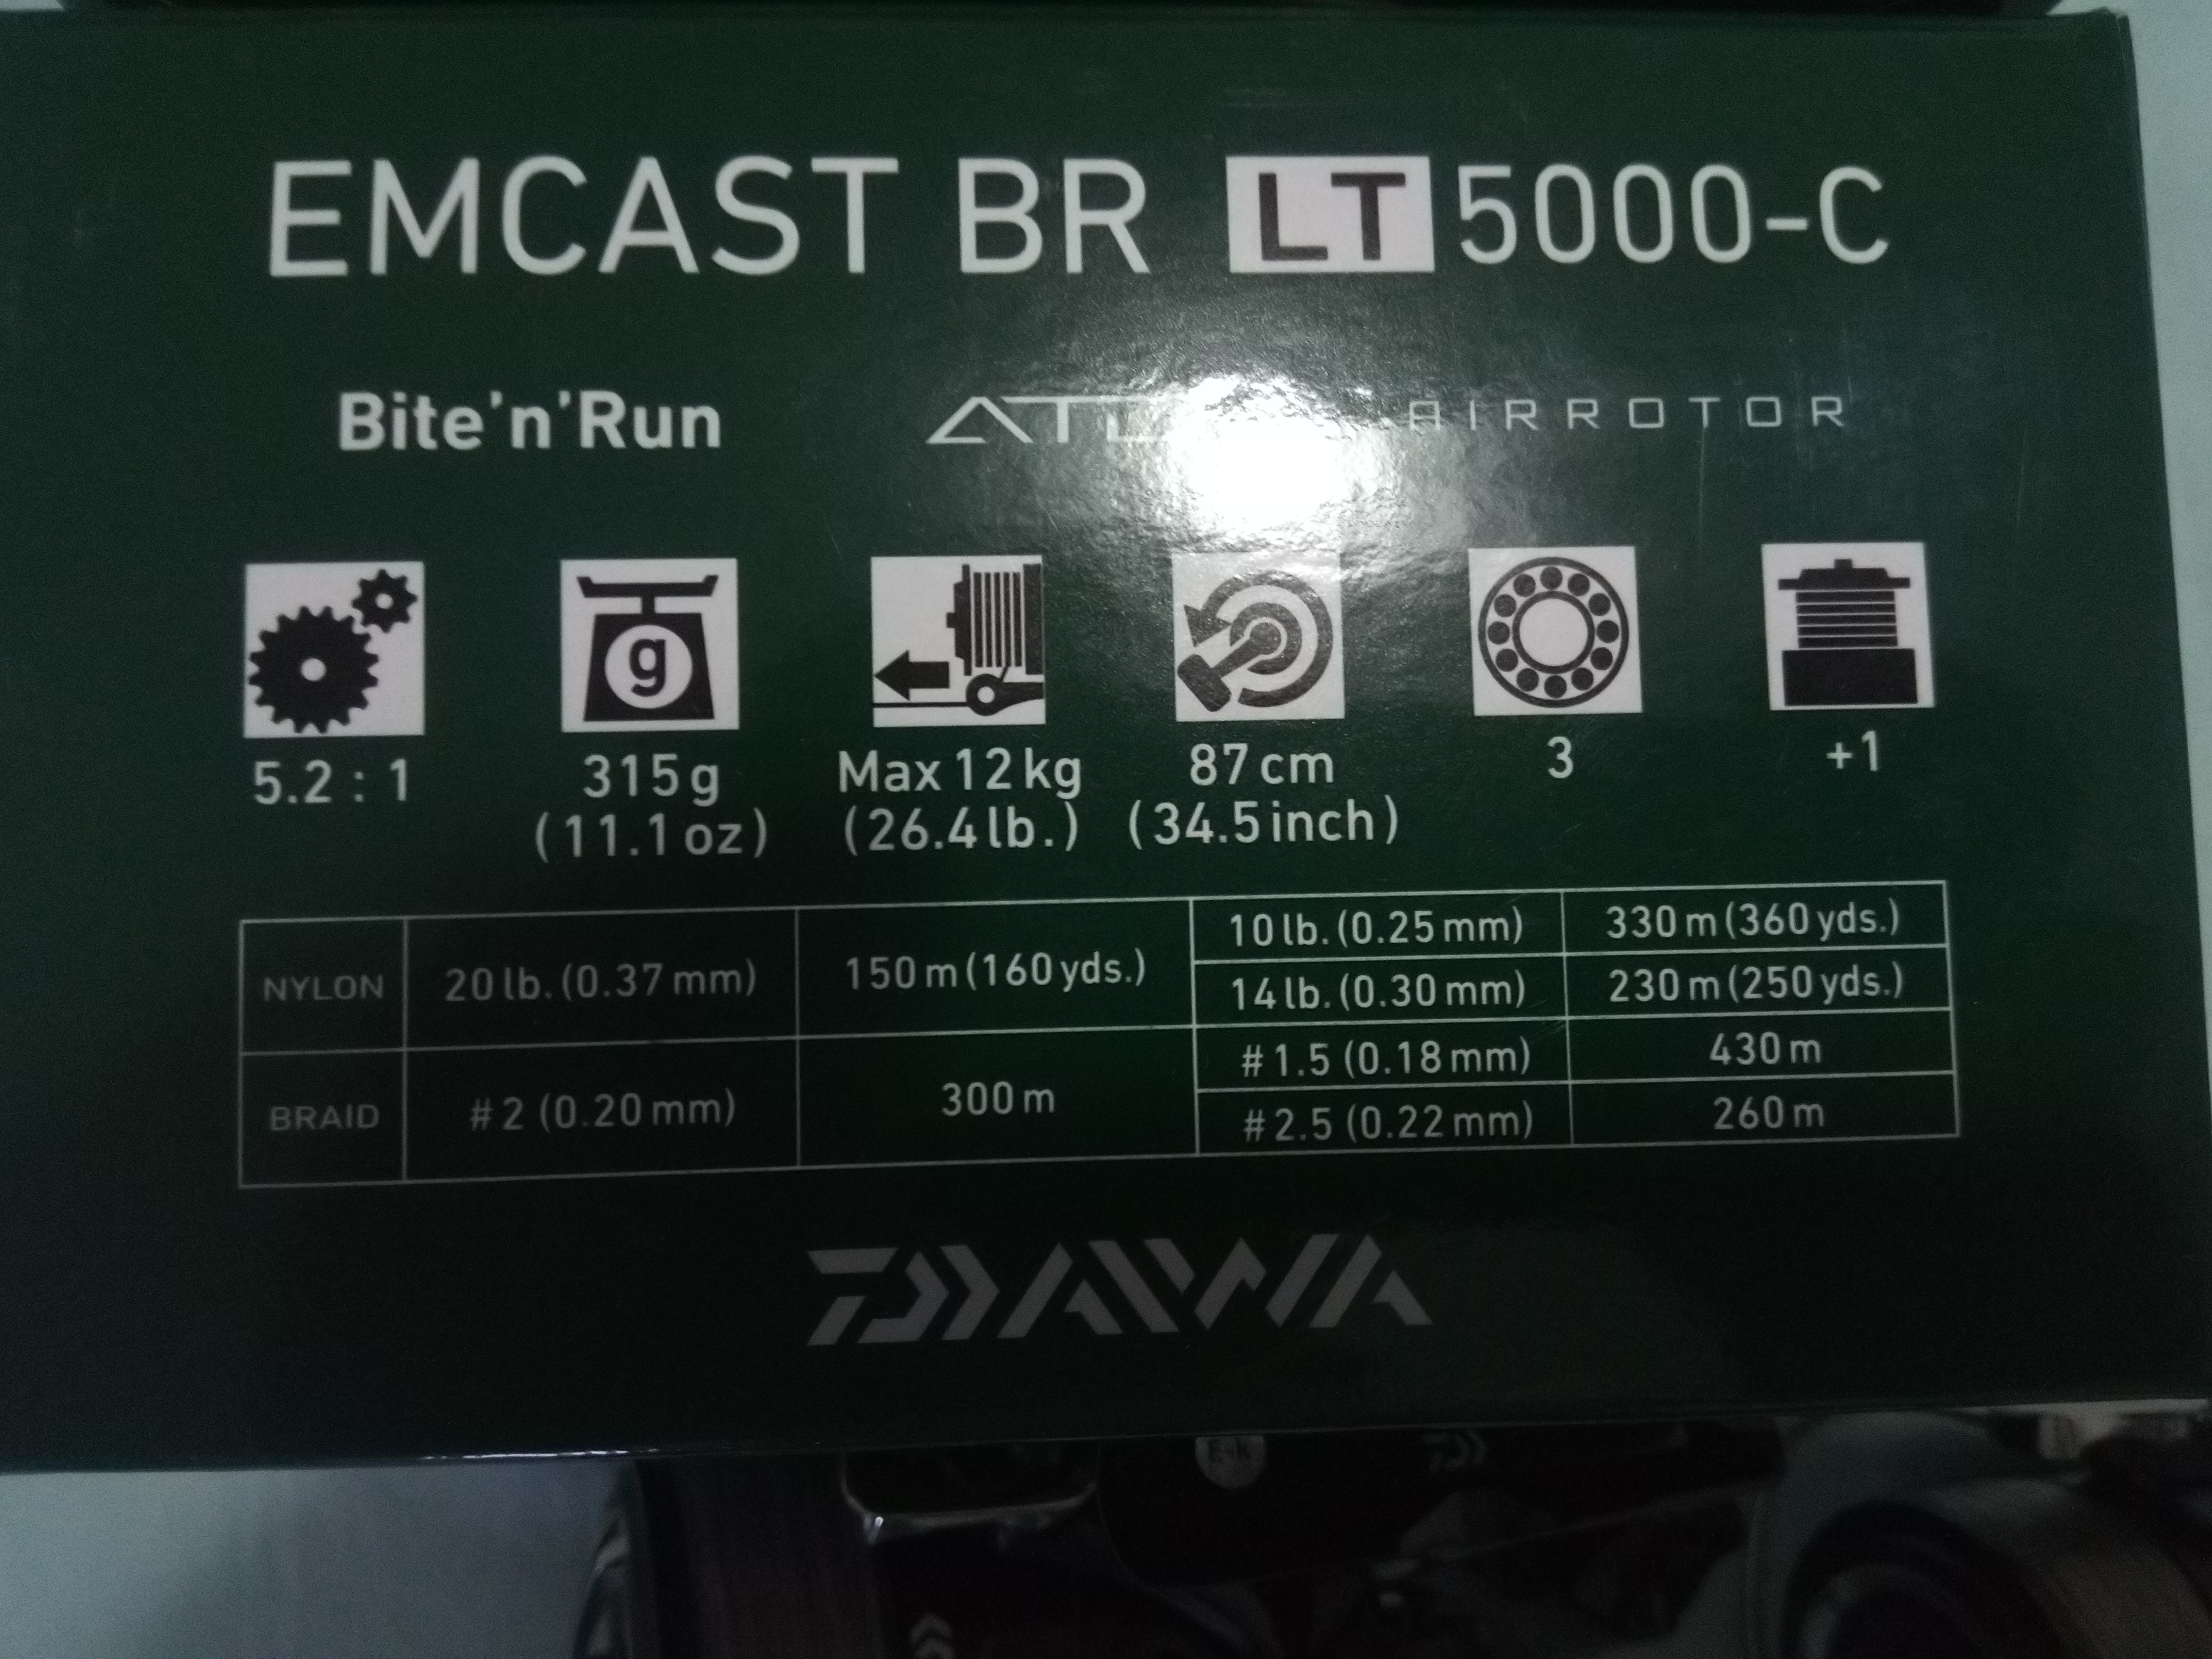 EMCAST BR LT 5000-C
Bite'n'Run AIRROTOR
g
5.2 : 1 315 g Max 12 kg 87 cm 3 +1
(11.1 oz) (26.4 lb.) (34.5 inch)
NYLON 20 lb. (0.37 mm) 150 m (160 yds.) 10 lb. (0.25 mm) 330 m (360 yds.)
14 lb. (0.30 mm) 230 m (250 yds.)
BRAID #2 (0.20 mm) 300 m #1.5 (0.18 mm) 430 m
#2.5 (0.22 mm) 260 m
DAIWA